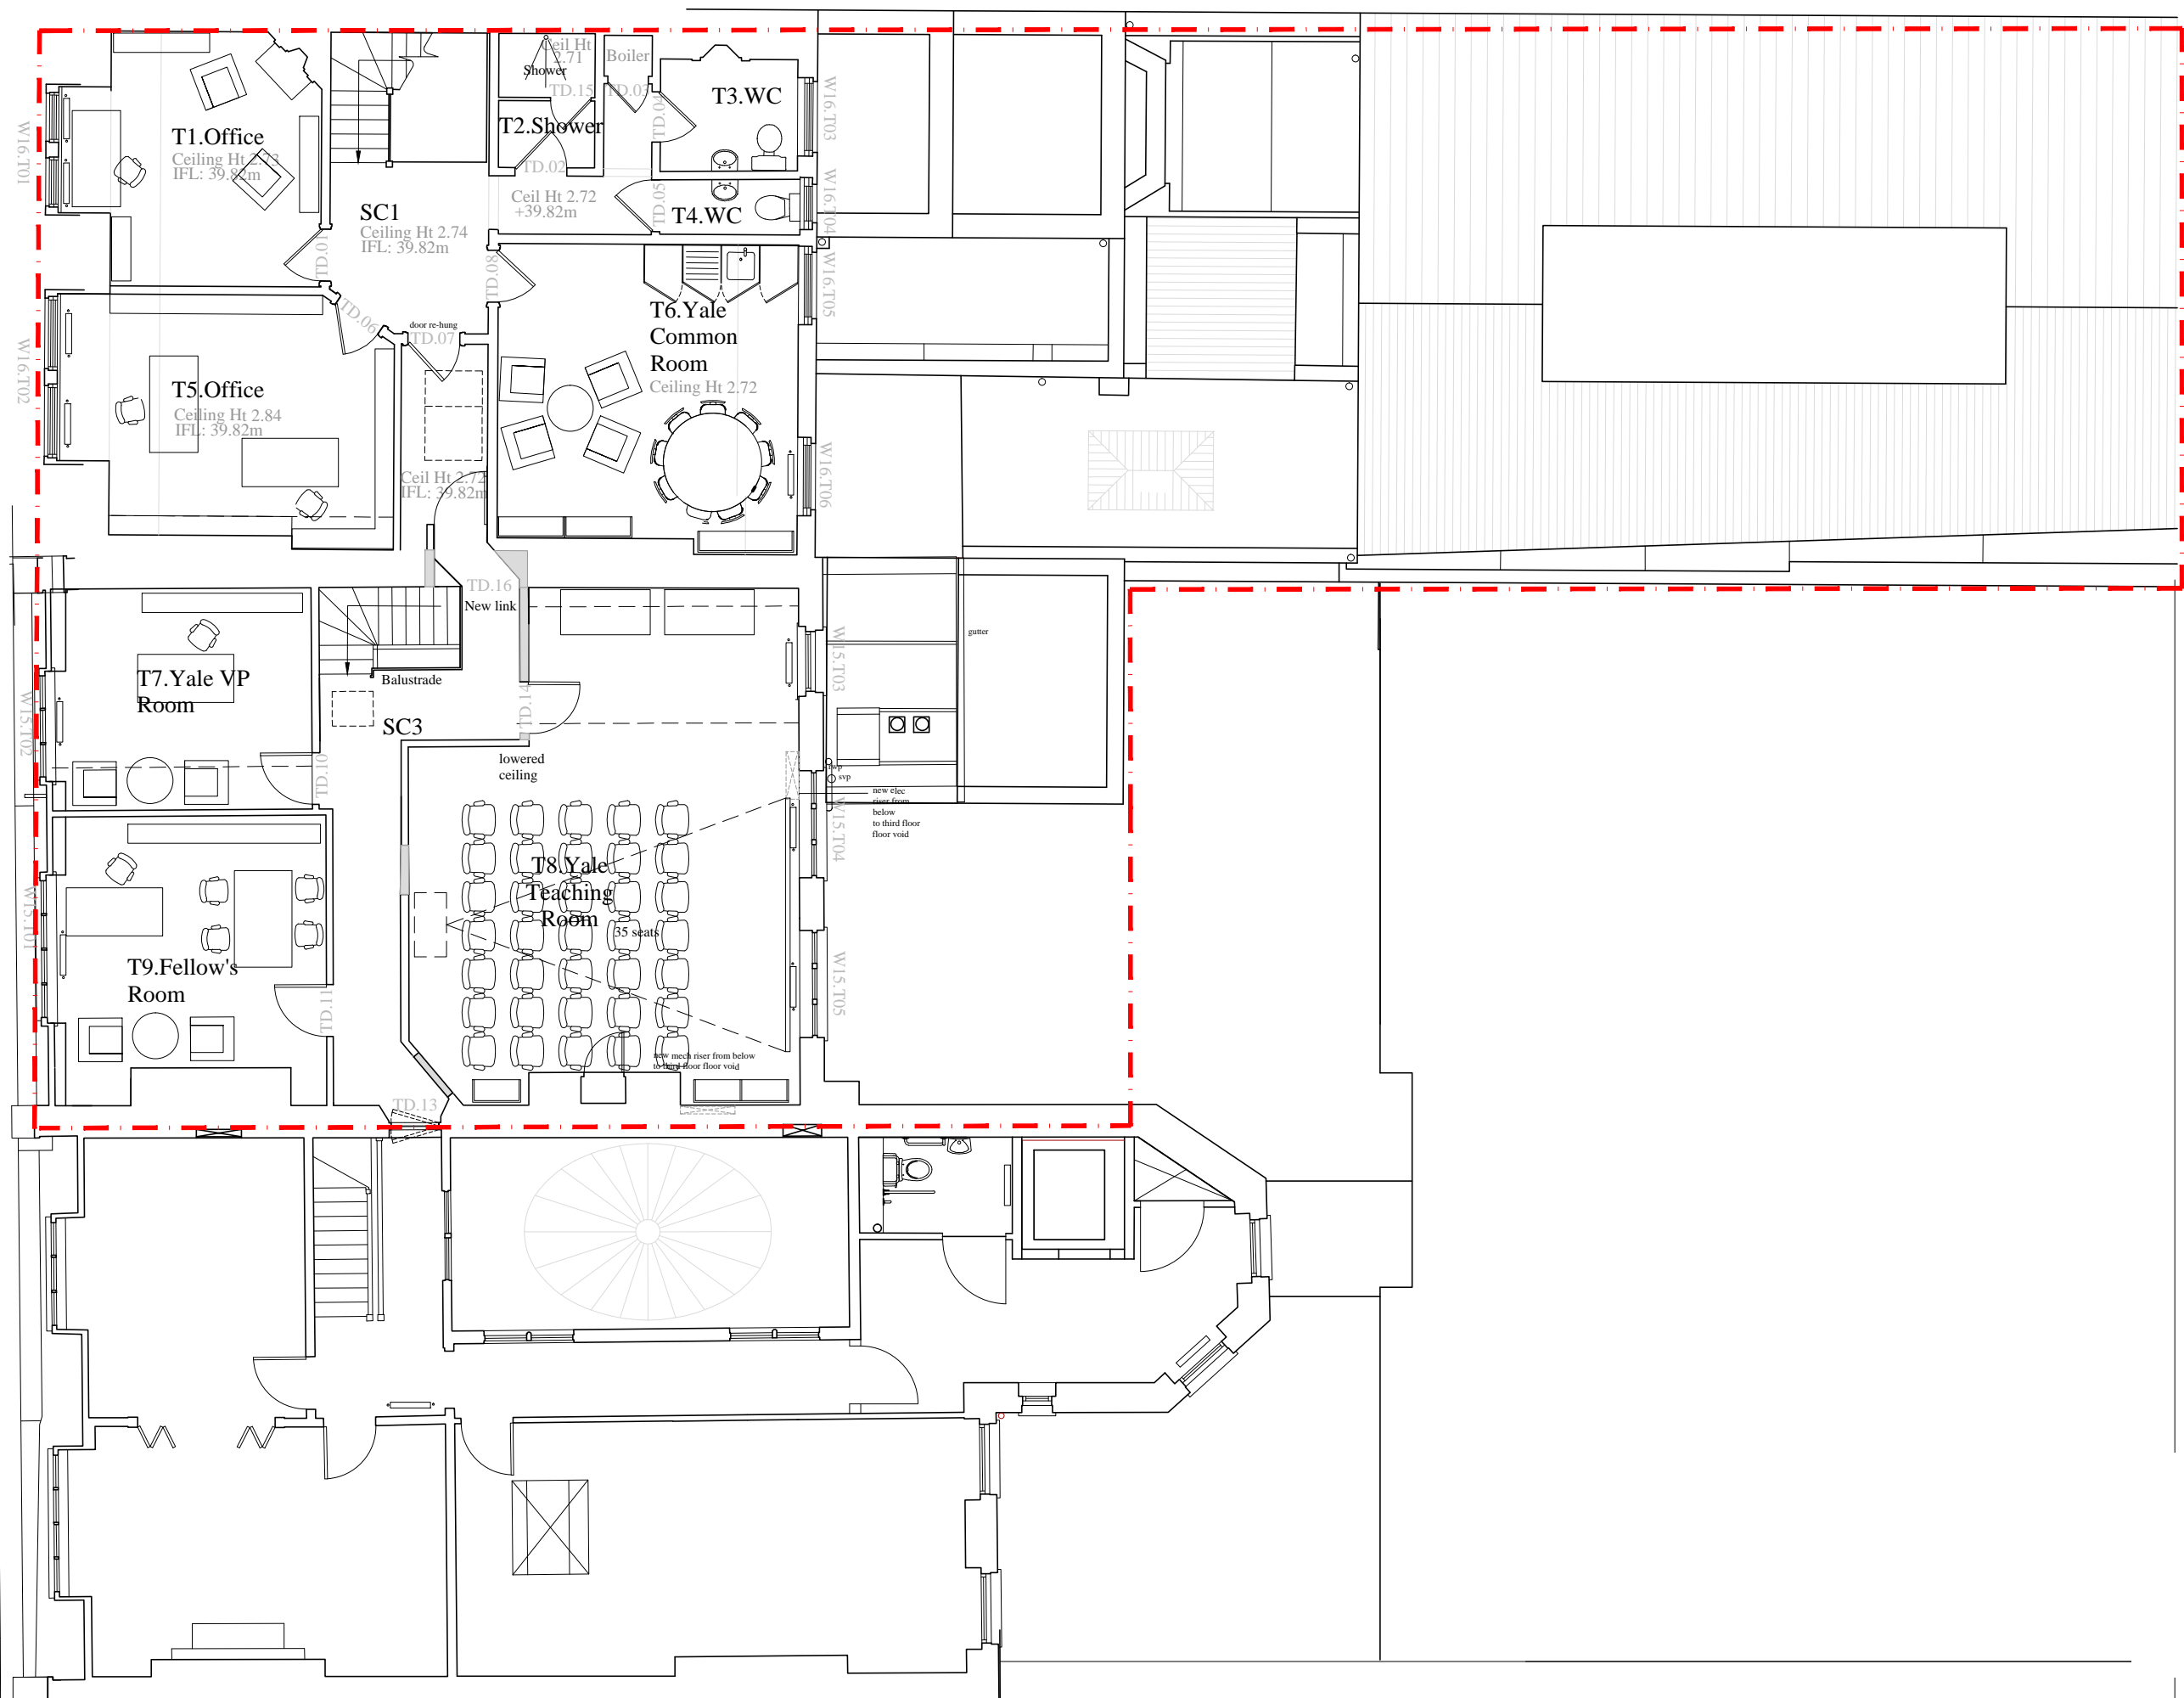 Ceil Ht
2.71
Shower
TD.15
Boiler
TD.03
TD.04
T3.WC
W16.T03
W16.T01
T1.Office
Ceiling Ht 2.73
IFL: 39.82m
T2.Shower
TD.02
Ceil Ht 2.72
+39.82m
TD.05
T4.WC
W16.T04
SC1
Ceiling Ht 2.74
IFL: 39.82m
TD.01
TD.08
TD.06
door re-hung
TD.07
T6.Yale
Common
Room
Ceiling Ht 2.72
W16.T05
W16.T02
T5.Office
Ceiling Ht 2.84
IFL: 39.82m
Ceil Ht 2.72
IFL: 39.82m
W16.T06
TD.16
New link
gutter
W15.T03
T7.Yale VP
Room
W15.T02
Balustrade
SC3
TD.14
TD.10
lowered
ceiling
rwp
svp
new elec
riser from
below
to third floor
floor void
W15.T04
T8.Yale
Teaching
Room
35 seats
W15.T01
T9.Fellow's
Room
TD.11
W15.T05
new mech riser from below
to third floor floor void
TD.13